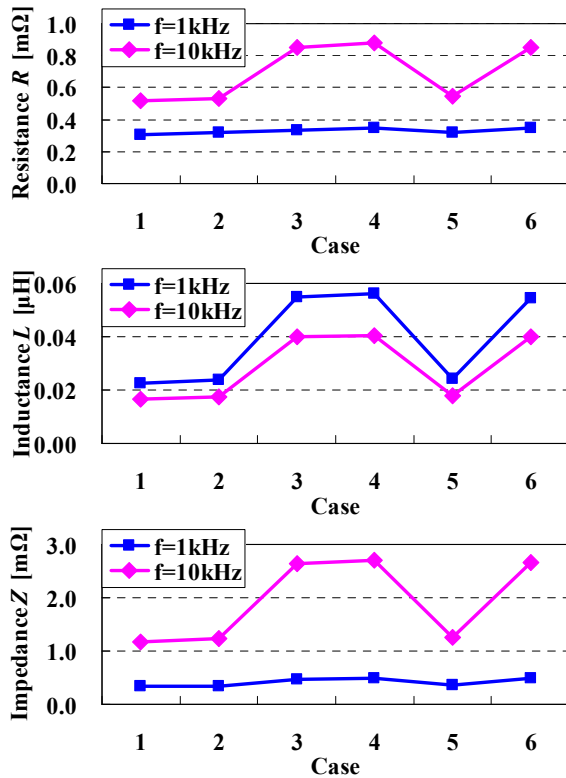 Resistance R [mΩ]
1.0
0.8
0.6
0.4
0.2
0.0
f=1kHz
f=10kHz
1 2 3 4 5 6
Case
Inductance L [μH]
0.06
0.04
0.02
0.00
f=1kHz
f=10kHz
1 2 3 4 5 6
Case
Impedance Z [mΩ]
3.0
2.0
1.0
0.0
f=1kHz
f=10kHz
1 2 3 4 5 6
Case